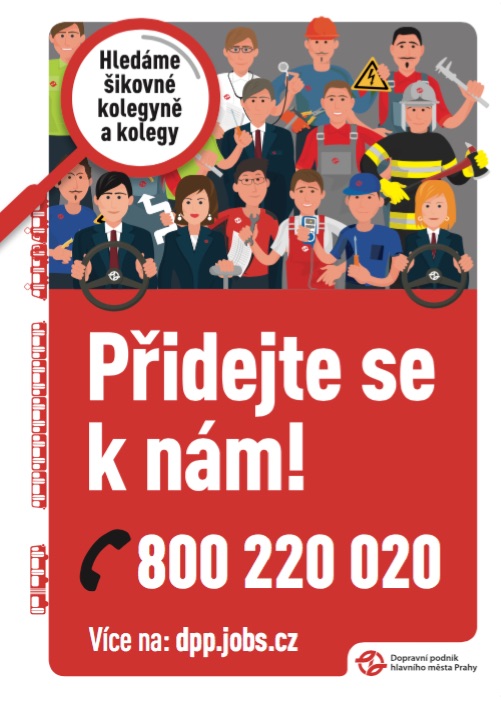 Hledáme
šikovné
kolegyně
a kolegy
Přidejte se
k nám!
800 220 020
Více na: dpp.jobs.cz
Dopravní podnik
hlavního města Prahy